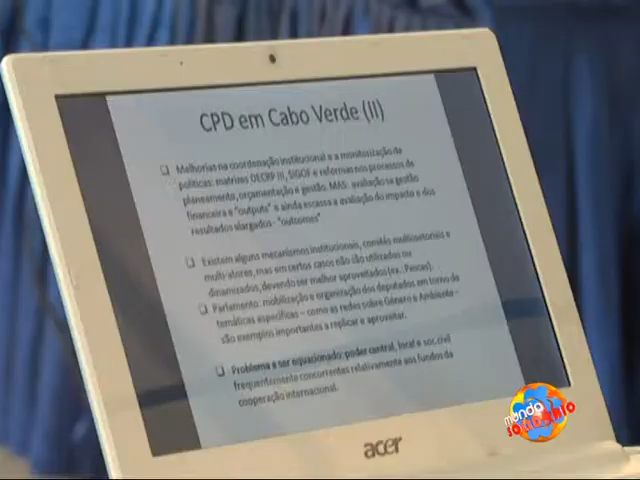 CPD em Cabo Verde (II)
Melhorias na coordenação institucional e a monitorização da
políticas: matrizes DECRP III, SIGOF e reformas nos processos de
planeamento, orçamentação e gestão. MAS: avaliação sa gestão
financeira e "outputs" e ainda escassa a avaliação do impacto e dos
resultados alargados - "outcomes"
Existem alguns mecanismos institucionais, comités multisetoriais e
multi-atores, mas em certos casos não são utilizados ou
dinamizados, devendo ser melhor aproveitados (ex.: Pescas).
Parlamento: mobilização e organização dos deputados em torno de
temáticas específicas – como as redes sobre Género e Ambiente –
são exemplos importantes a replicar e aproveitar.
Problema a ser equacionado: poder central, local e soc.civil
frequentemente concorrentes relativamente aos fundos da
cooperação internacional.
acer
mundo